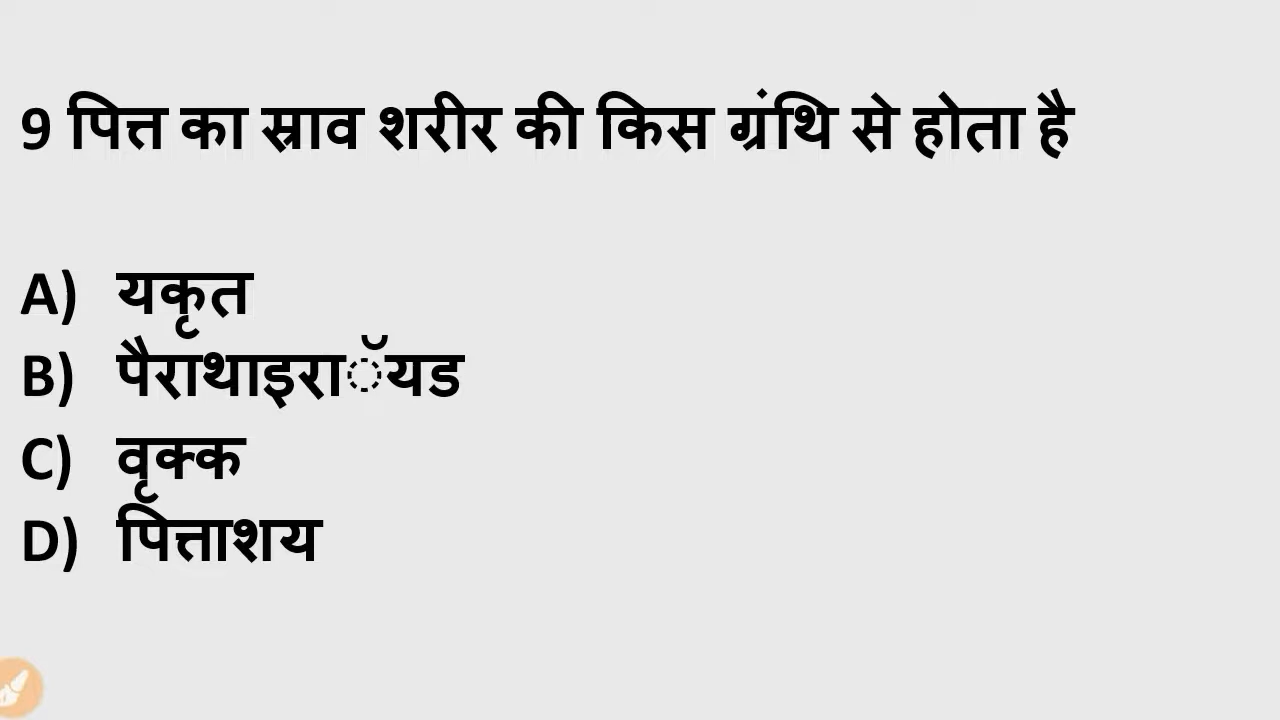 9 पित्त का स्राव शरीर की किस ग्रंथि से होता है
A) यकृत
B) पैराथाइराॅयड
C) वृक्क
D) पित्ताशय